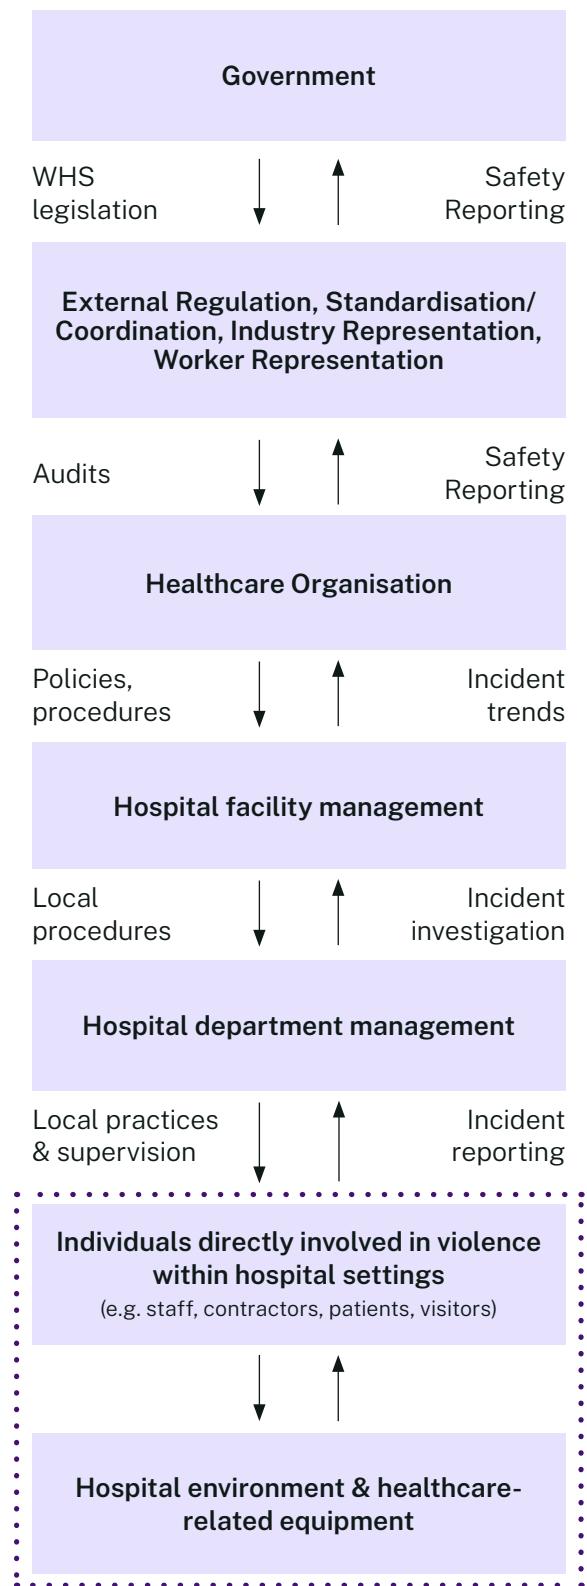 Government
WHS
legislation
Safety
Reporting
External Regulation, Standardisation/
Coordination, Industry Representation,
Worker Representation
Audits
Safety
Reporting
Healthcare Organisation
Policies,
procedures
Incident
trends
Hospital facility management
Local
procedures
Incident
investigation
Hospital department management
Local practices
& supervision
Incident
reporting
Individuals directly involved in violence
within hospital settings
(e.g. staff, contractors, patients, visitors)
Hospital environment & healthcare-
related equipment